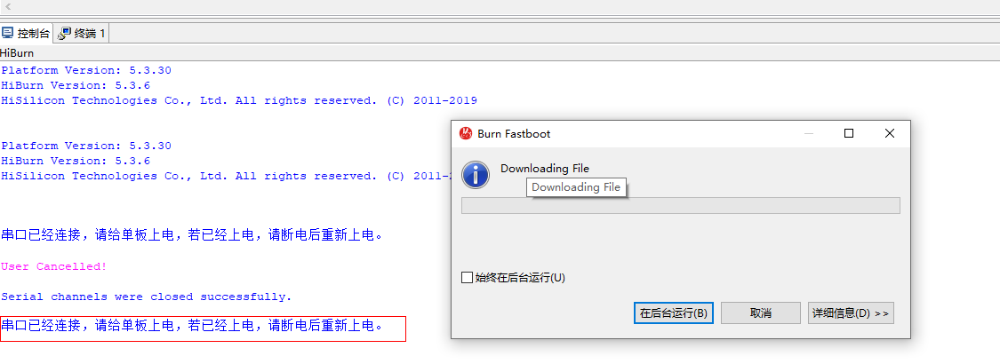 控制台 终端 1
HiBurn
Platform Version: 5.3.30
HiBurn Version: 5.3.6
HiSilicon Technologies Co., Ltd. All rights reserved. (C) 2011-2019
Platform Version: 5.3.30
HiBurn Version: 5.3.6
HiSilicon Technologies Co., Ltd. All rights reserved. (C) 2011-2
串口已经连接，请给单板上电，若已经上电，请断电后重新上电。
User Cancelled!
Serial channels were closed successfully.
串口已经连接，请给单板上电，若已经上电，请断电后重新上电。
Burn Fastboot
Downloading File
Downloading File
始终在后台运行(U)
在后台运行(B) 取消 详细信息(D) >>